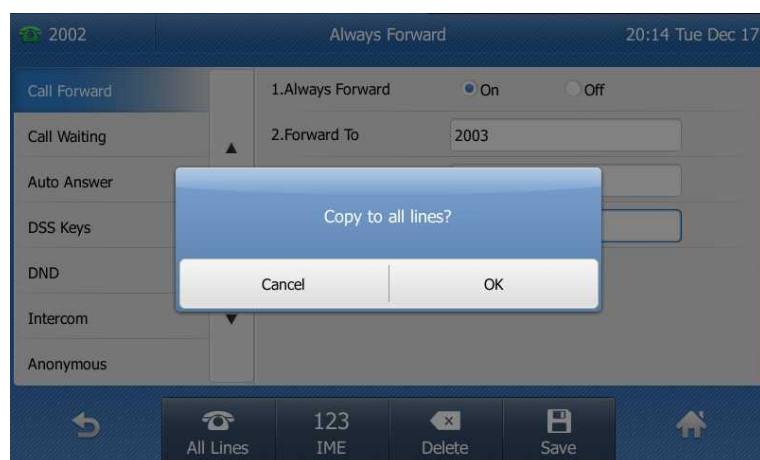 2002
Always Forward
20:14 Tue Dec 17
Call Forward
1.Always Forward
On
Off
Call Waiting
2.Forward To
2003
Auto Answer
DSS Keys
Copy to all lines?
DND
Cancel
OK
Intercom
Anonymous
All Lines
123
IME
Delete
Save